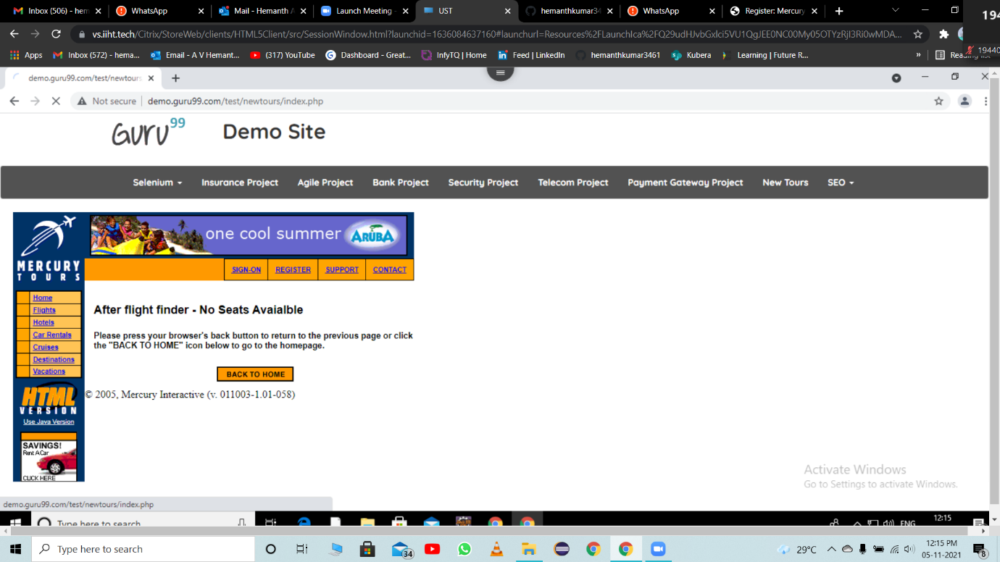 Inbox (506) - hem
WhatsApp
Mail - Hemanth A
Launch Meeting -
UST
hemanthkumar34
WhatsApp
Register: Mercury
194
vs.iiht.tech/Citrix/StoreWeb/clients/HTML5Client/src/SessionWindow.html?launchid=1636084637160#launchurl=Resources%2FLaunchIca%2FQ29udHJvbGxlci5VU1QgJEE0NC00My05OTYzRjI3Ri0wMDA...
Apps
Inbox (572) - hema...
Email - A V Hemant...
(317) YouTube
Dashboard - Great...
InfyTQ | Home
Feed | LinkedIn
hemanthkumar3461
Kubera
Learning | Future R...
»
19440
demo.guru99.com/test/newtours
Not secure
demo.guru99.com/test/newtours/index.php
Guru99
Demo Site
Selenium
Insurance Project
Agile Project
Bank Project
Security Project
Telecom Project
Payment Gateway Project
New Tours
SEO
one cool summer
ARUBA
MERCURY
TOURS
SIGN-ON
REGISTER
SUPPORT
CONTACT
Home
Flights
Hotels
Car Rentals
Cruises
Destinations
Vacations
After flight finder - No Seats Avaialble
Please press your browser's back button to return to the previous page or click
the "BACK TO HOME" icon below to go to the homepage.
BACK TO HOME
© 2005, Mercury Interactive (v. 011003-1.01-058)
HTML
VERSION
Use Java Version
SAVINGS!
Rent A Car
CLICK HERE
Activate Windows
Go to Settings to activate Windows.
demo.guru99.com/test/newtours/index.php
Type here to search
ENG
12:15
Type here to search
34
29°C
12:15 PM
05-11-2021
8